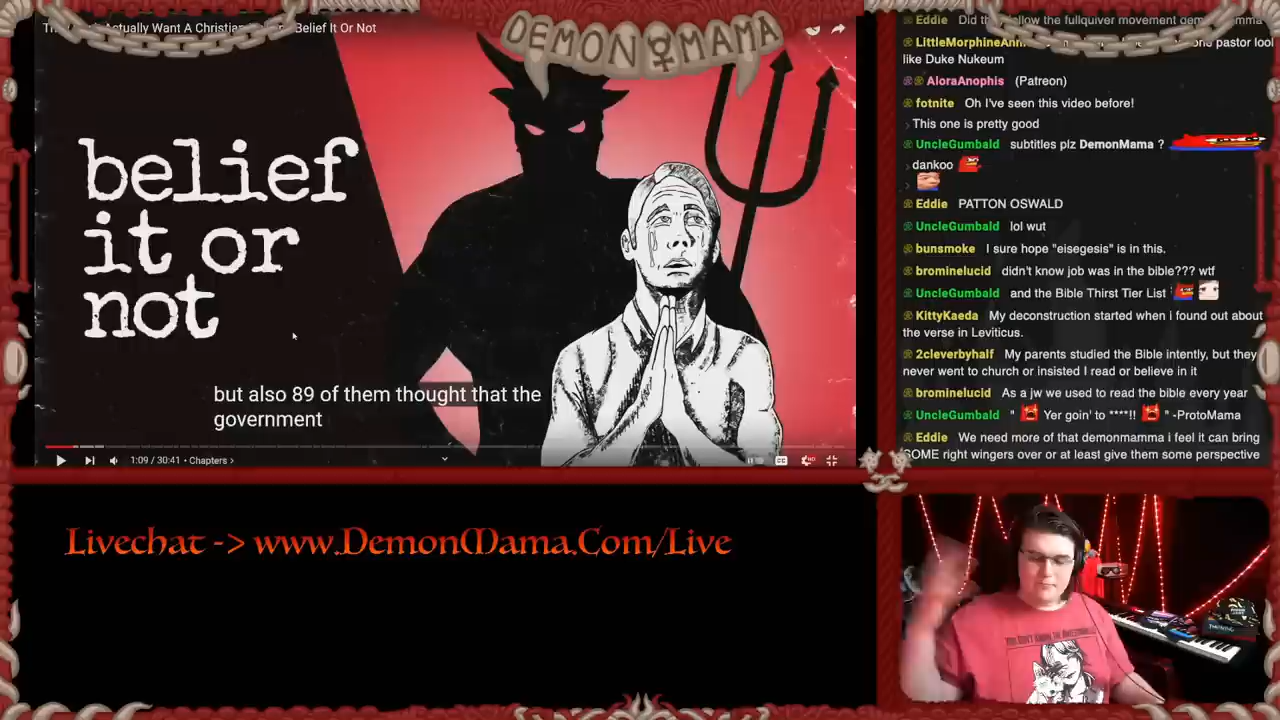 Actually Want A Christian
Belief It Or Not
DEMON MAMA
belief
it or
not
but also 89 of them thought that the
government
1:09 / 30:41 • Chapters >
CC
Livechat -> www.DemonMama.Com/Live
Eddie
LittleMorphineAnn
pastor look
like Duke Nukeum
AloraAnophis (Patreon)
fotnite Oh I've seen this video before!
This one is pretty good
UncleGumbald subtitles plz DemonMama ?
dankoo
Eddie PATTON OSWALD
UncleGumbald lol wut
bunsmoke I sure hope "eisegesis" is in this.
brominelucid didn't know job was in the bible??? wtf
UncleGumbald and the Bible Thirst Tier List
KittyKaeda My deconstruction started when i found out about
the verse in Leviticus.
2cleverbyhalf My parents studied the Bible intently, but they
never went to church or insisted I read or believe in it
brominelucid As a jw we used to read the bible every year
UncleGumbald " Yer goin' to ****!! " -ProtoMama
Eddie We need more of that demonmamma i feel it can bring
SOME right wingers over or at least give them some perspective